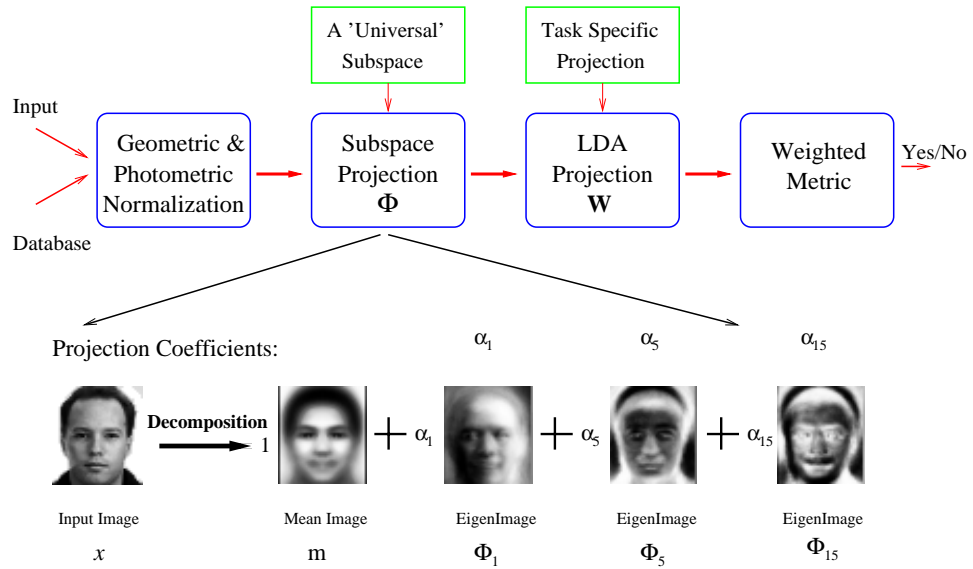 A 'Universal'
Subspace
Task Specific
Projection
Input
Database
Geometric &
Photometric
Normalization
Subspace
Projection
Φ
LDA
Projection
W
Weighted
Metric
Yes/No
Projection Coefficients:
α₁
α₅
α₁₅
Decomposition
1
+ α₁
+ α₅
+ α₁₅
Input Image
Mean Image
EigenImage
EigenImage
EigenImage
x
m
Φ₁
Φ₅
Φ₁₅